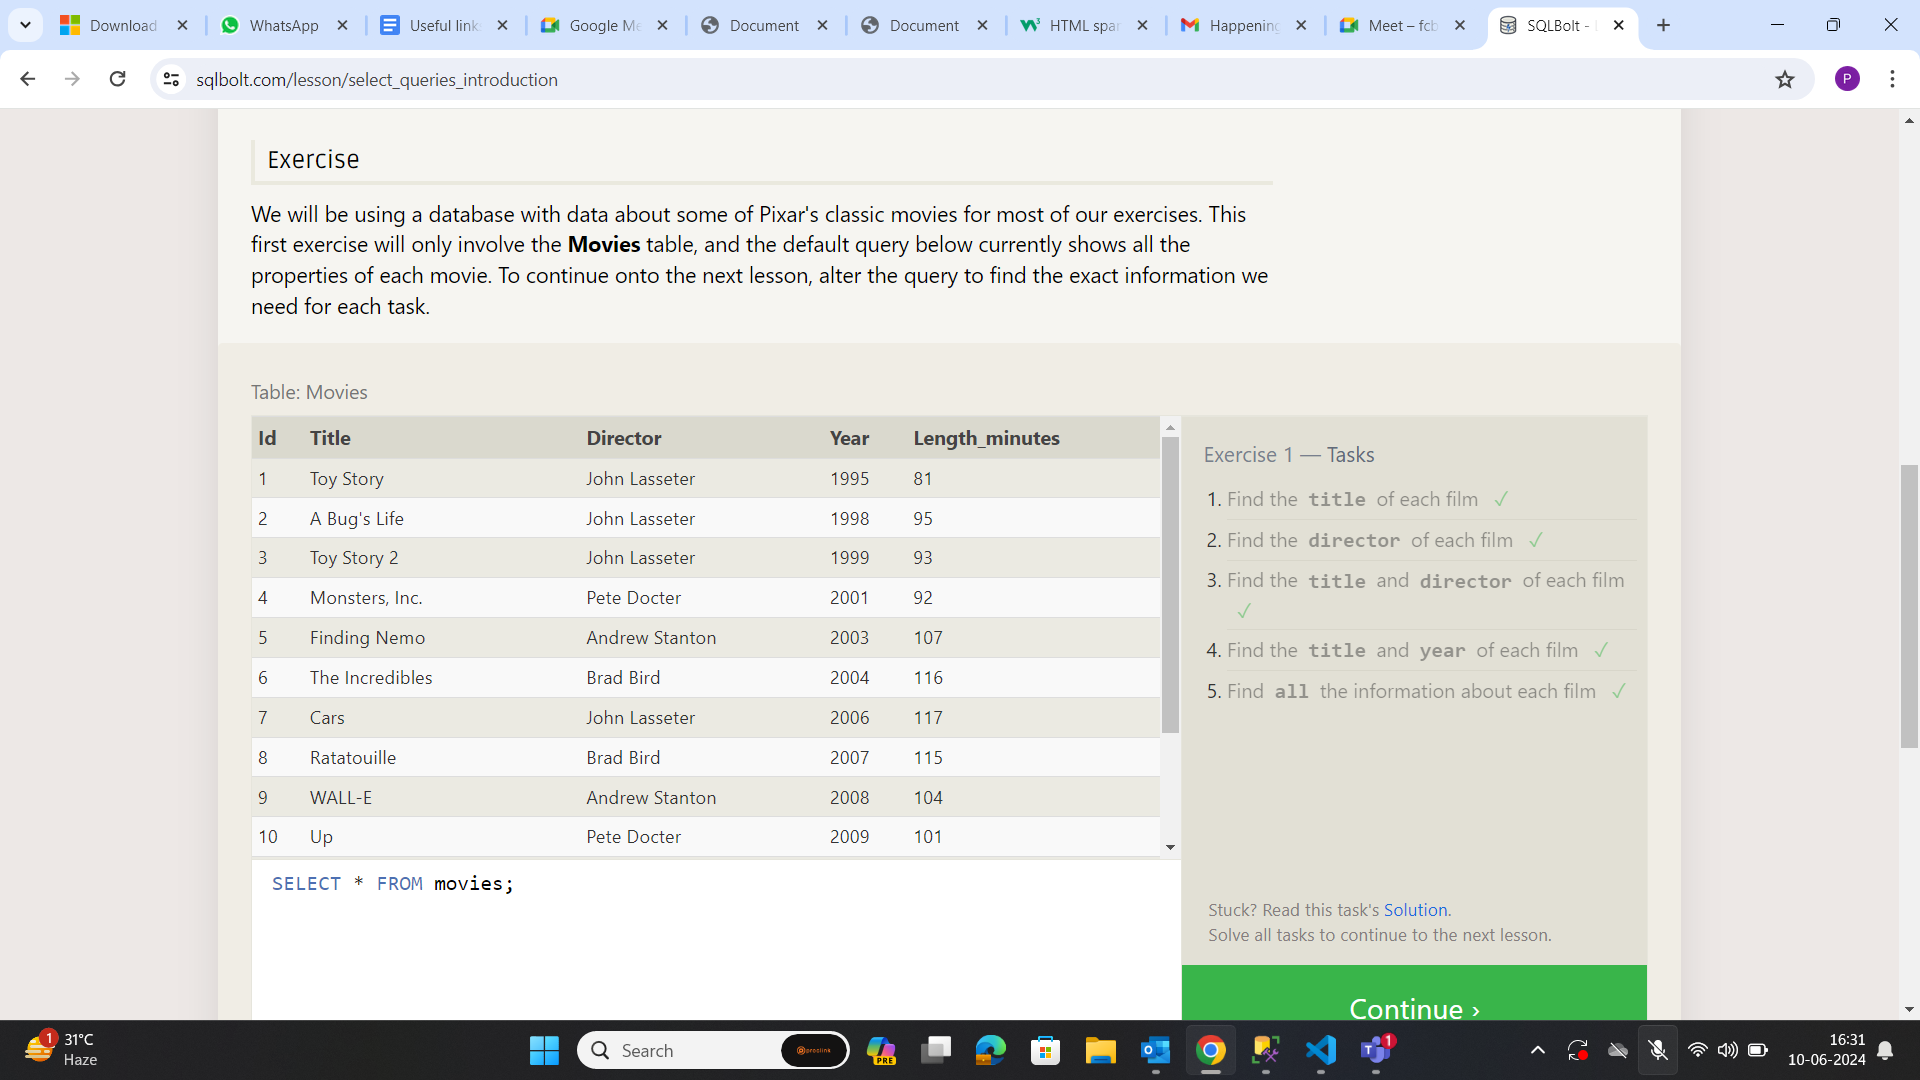 Download
WhatsApp
Useful link
Google Me
Document
Document
HTML spar
Happening
Meet – fcb
SQLBolt -
sqlbolt.com/lesson/select_queries_introduction
P
Exercise
We will be using a database with data about some of Pixar's classic movies for most of our exercises. This
first exercise will only involve the Movies table, and the default query below currently shows all the
properties of each movie. To continue onto the next lesson, alter the query to find the exact information we
need for each task.
Table: Movies
Id Title Director Year Length_minutes
1 Toy Story John Lasseter 1995 81
2 A Bug's Life John Lasseter 1998 95
3 Toy Story 2 John Lasseter 1999 93
4 Monsters, Inc. Pete Docter 2001 92
5 Finding Nemo Andrew Stanton 2003 107
6 The Incredibles Brad Bird 2004 116
7 Cars John Lasseter 2006 117
8 Ratatouille Brad Bird 2007 115
9 WALL-E Andrew Stanton 2008 104
10 Up Pete Docter 2009 101
SELECT * FROM movies;
Exercise 1 — Tasks
1. Find the title of each film ✓
2. Find the director of each film ✓
3. Find the title and director of each film
✓
4. Find the title and year of each film ✓
5. Find all the information about each film ✓
Stuck? Read this task's Solution.
Solve all tasks to continue to the next lesson.
Continue ›
1
31°C
Haze
Search
prolink
PRE
1
16:31
10-06-2024